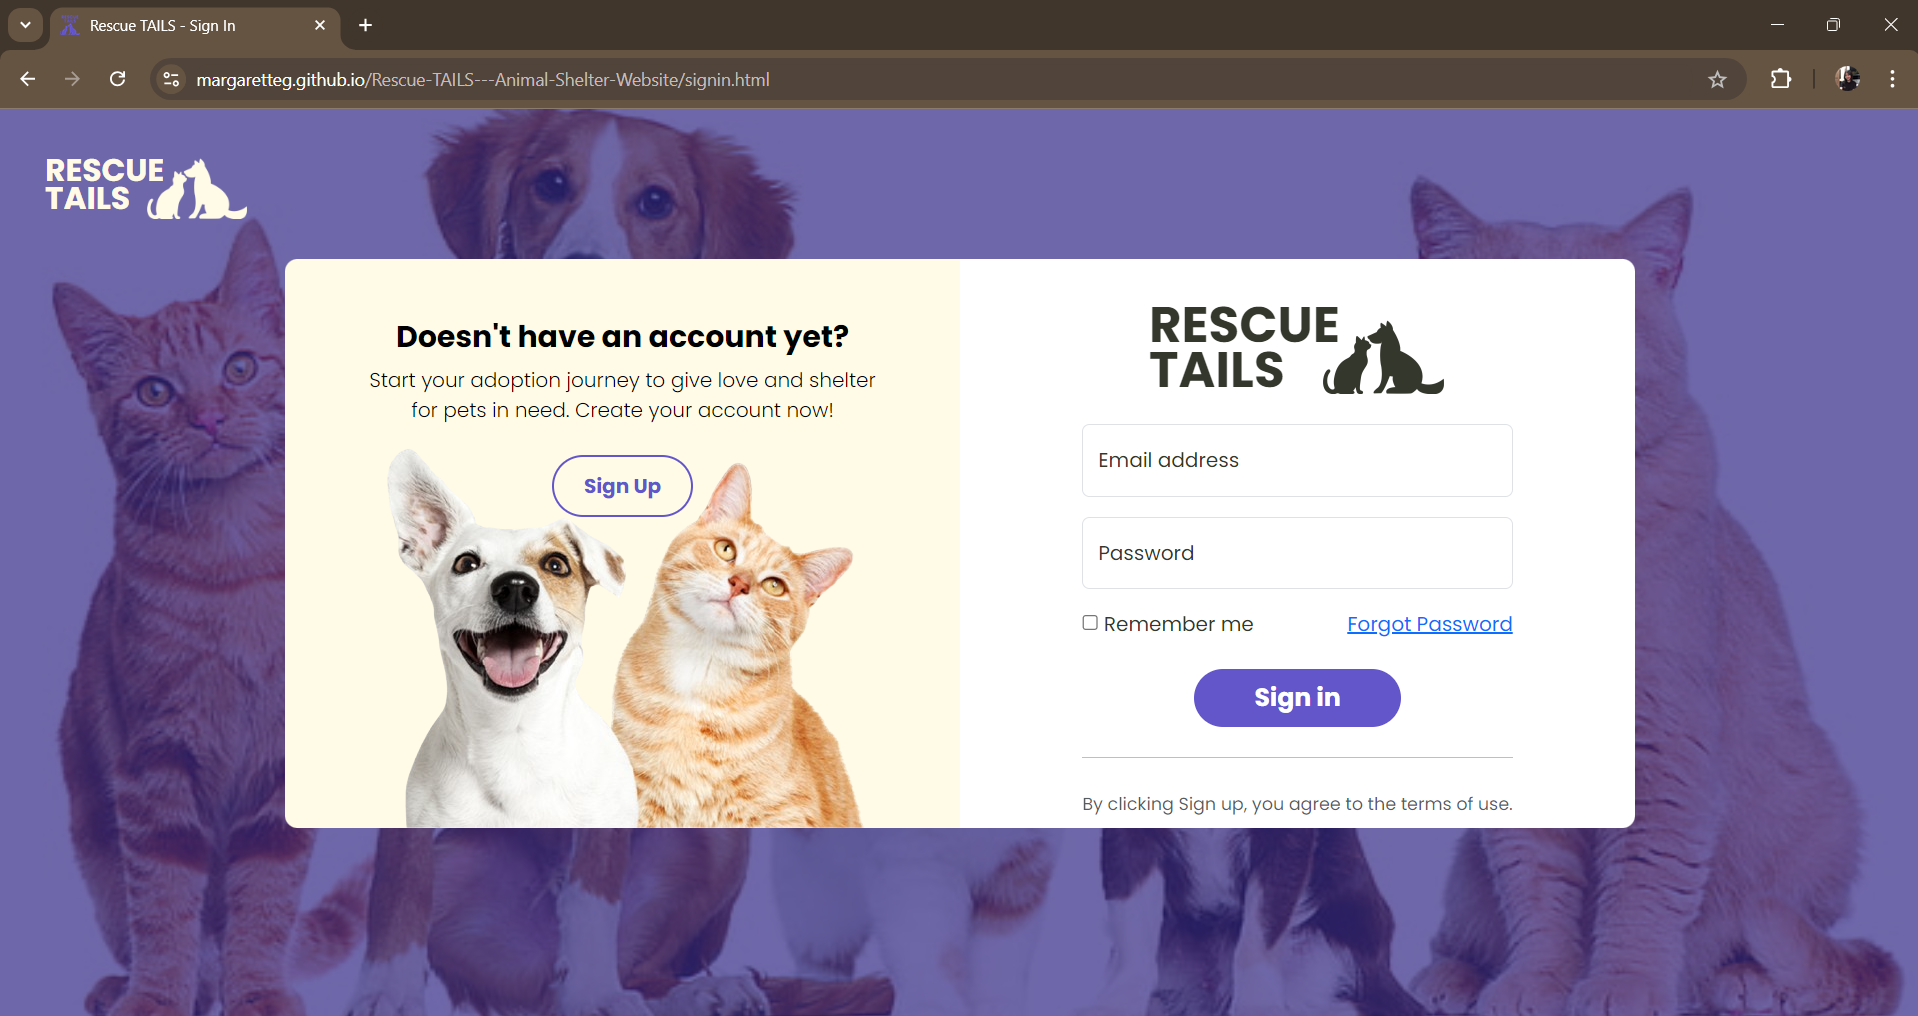 Rescue TAILS - Sign In
margaretteg.github.io/Rescue-TAILS---Animal-Shelter-Website/signin.html
RESCUE
TAILS
Doesn't have an account yet?
Start your adoption journey to give love and shelter
for pets in need. Create your account now!
Sign Up
RESCUE
TAILS
Email address
Password
Remember me
Forgot Password
Sign in
By clicking Sign up, you agree to the terms of use.